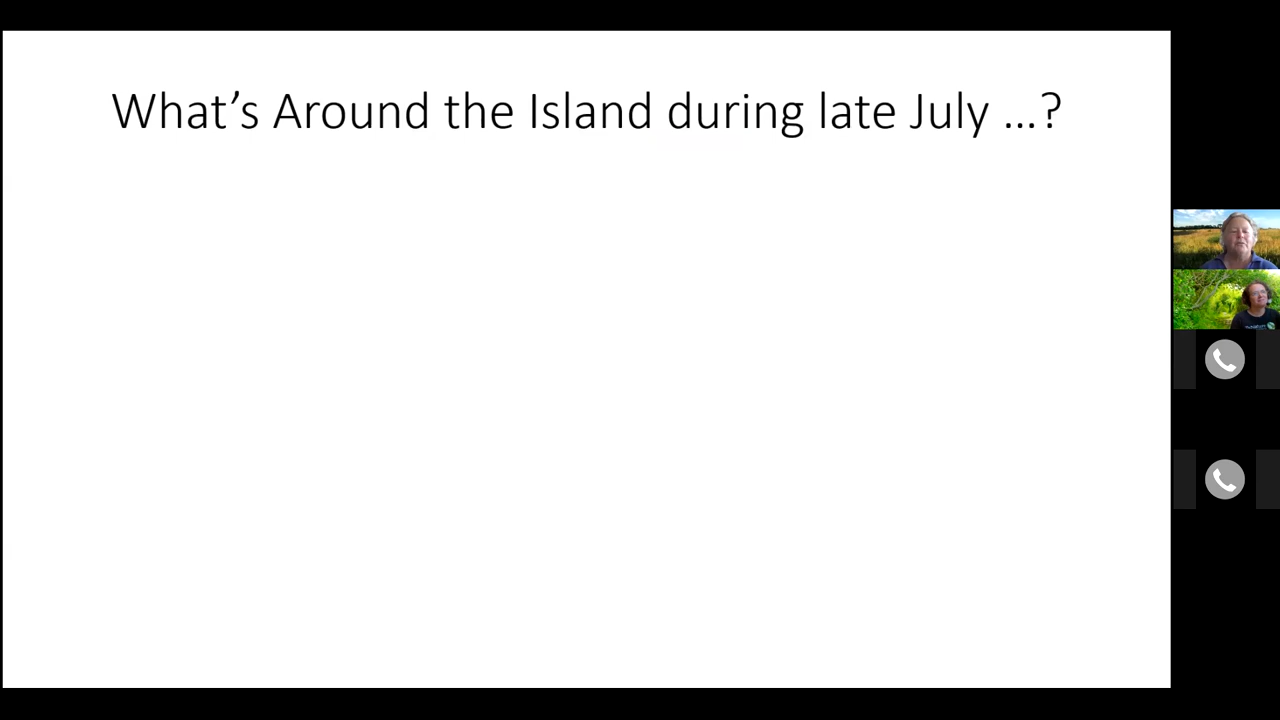 What’s Around the Island during late July …?